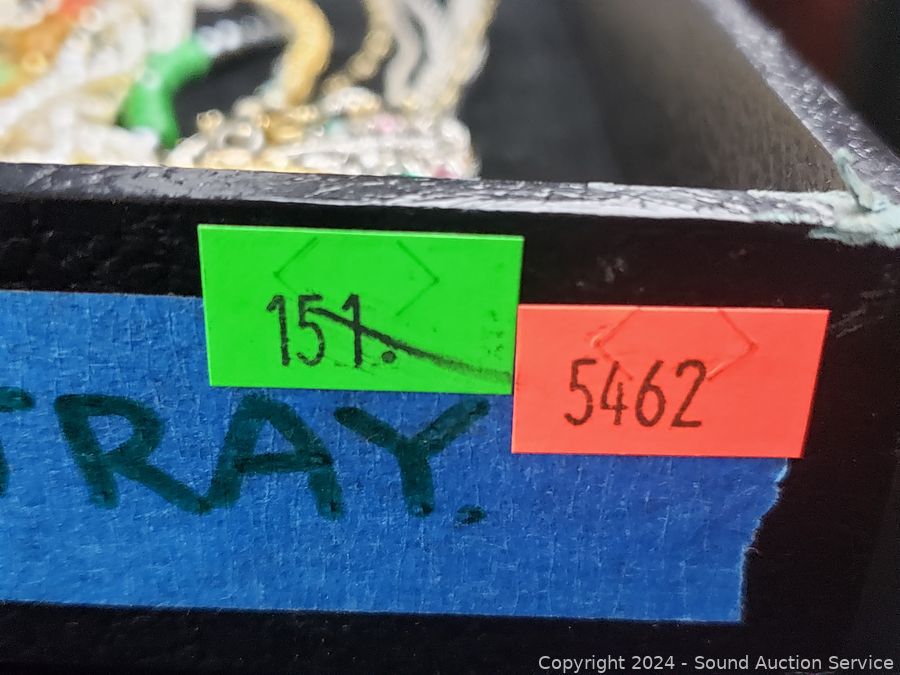 151.
5462
TRAY.
Copyright © 2024 - Sound Auction Service